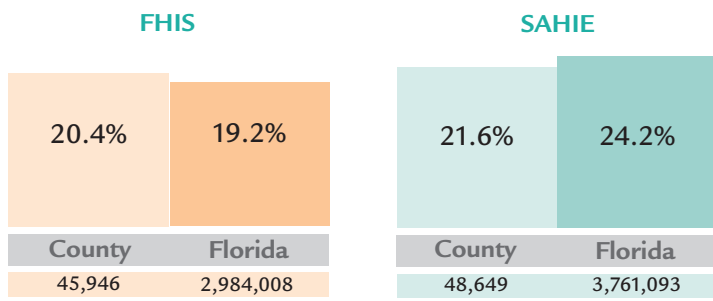 FHIS
20.4%
19.2%
County
Florida
45,946
2,984,008
SAHIE
21.6%
24.2%
County
Florida
48,649
3,761,093